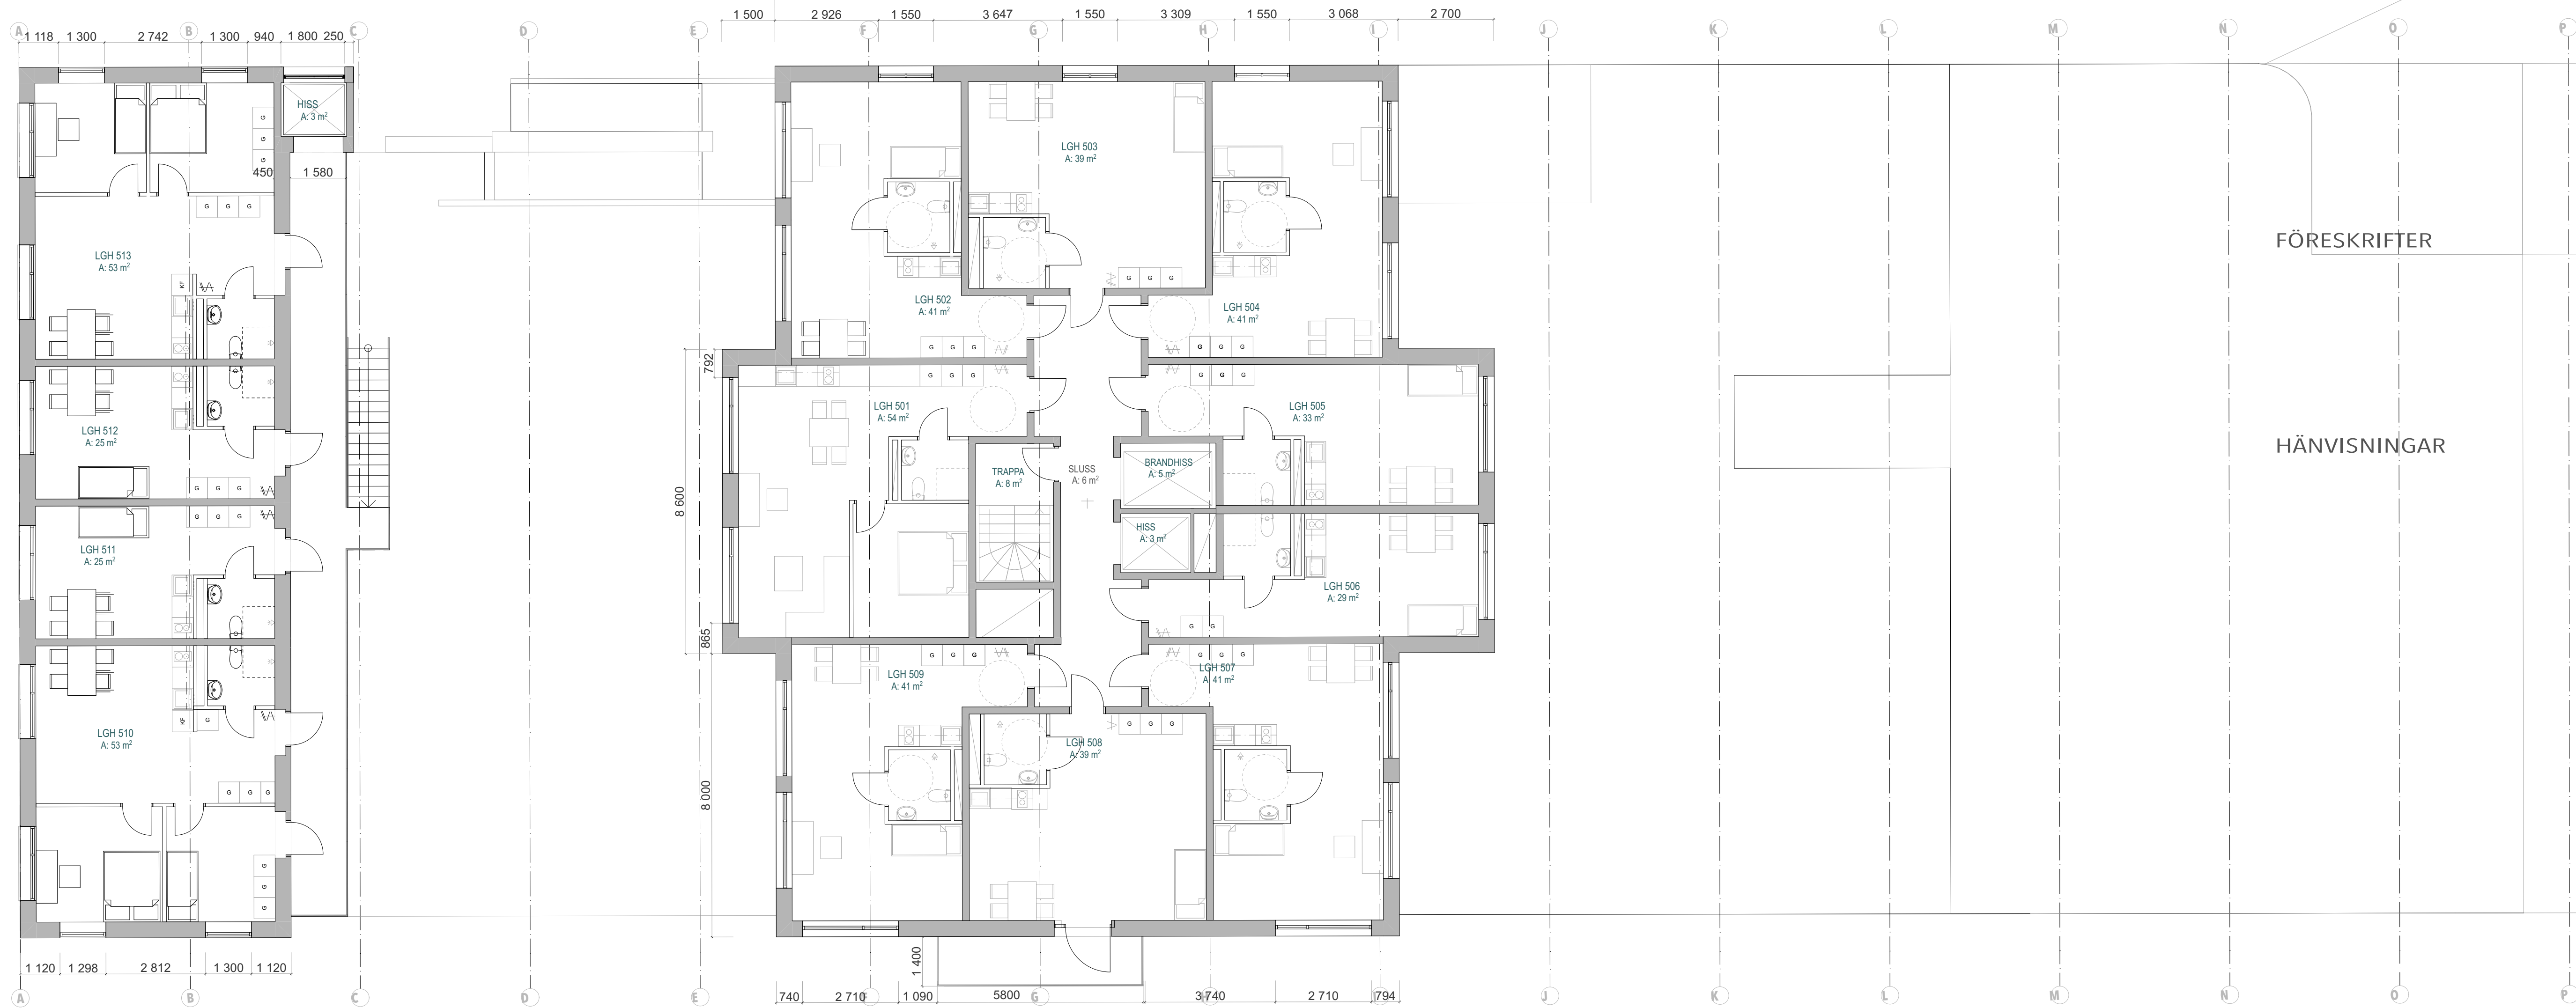 1 500
2 926
1 550
3 647
1 550
3 309
1 550
3 068
2 700
A
B
C
D
E
F
G
H
I
J
K
L
M
N
O
P
1 118
1 300
2 742
1 300
940
1 800
250
HISS
A: 3 m²
450
1 580
G
G
G
G
G
G
LGH 513
A: 53 m²
KF
LGH 512
A: 25 m²
G
G
G
LGH 511
A: 25 m²
G
G
G
LGH 510
A: 53 m²
KF
G
G
G
G
G
G
G
LGH 503
A: 39 m²
G
G
G
LGH 502
A: 41 m²
G
G
G
LGH 504
A: 41 m²
G
G
G
792
8 600
865
8 000
LGH 501
A: 54 m²
G
G
G
LGH 505
A: 33 m²
G
G
G
TRAPPA
A: 8 m²
SLUSS
A: 6 m²
BRANDHISS
A: 5 m²
HISS
A: 3 m²
LGH 506
A: 29 m²
G
G
LGH 509
A: 41 m²
G
G
G
LGH 507
A: 41 m²
G
G
G
LGH 508
A: 39 m²
G
G
G
FÖRESKRIFTER
HÄNVISNINGAR
1 120
1 298
2 812
1 300
1 120
1 400
740
2 710
1 090
5800
3 740
2 710
794
A
B
C
D
E
F
G
H
I
J
K
L
M
N
O
P